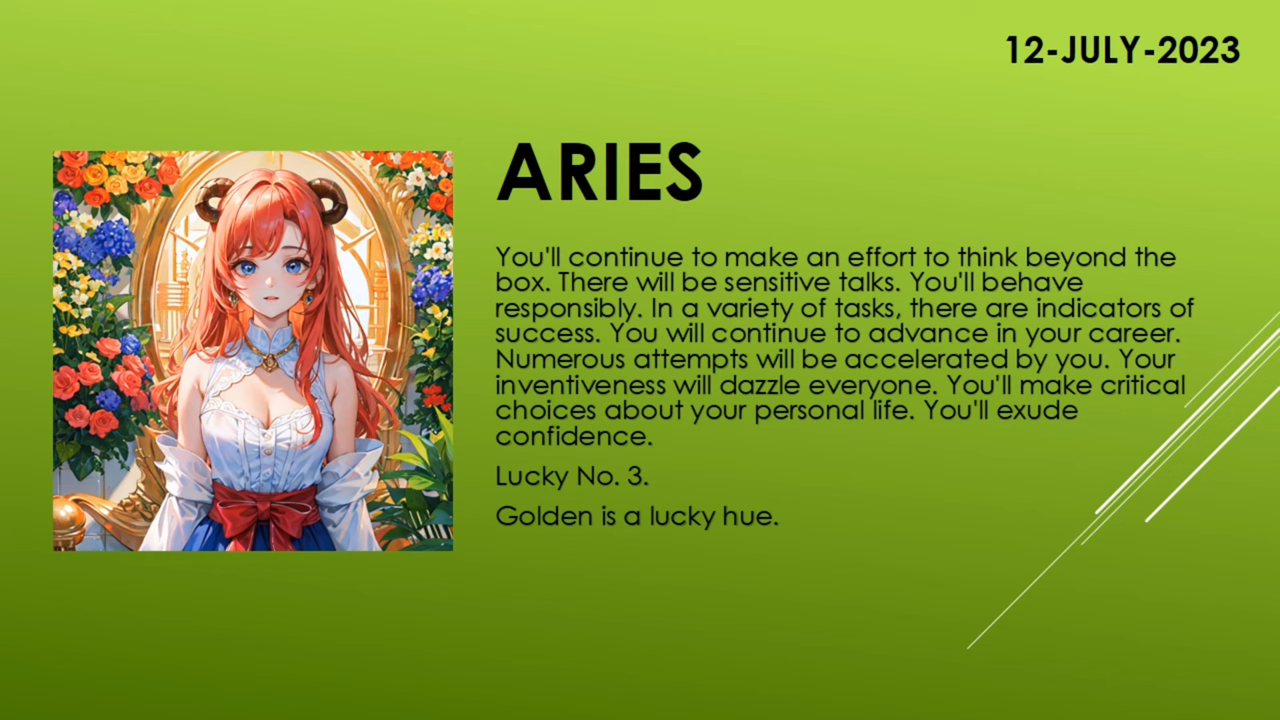 12-JULY-2023
ARIES
You'll continue to make an effort to think beyond the
box. There will be sensitive talks. You'll behave
responsibly. In a variety of tasks, there are indicators of
success. You will continue to advance in your career.
Numerous attempts will be accelerated by you. Your
inventiveness will dazzle everyone. You'll make critical
choices about your personal life. You'll exude
confidence.
Lucky No. 3.
Golden is a lucky hue.